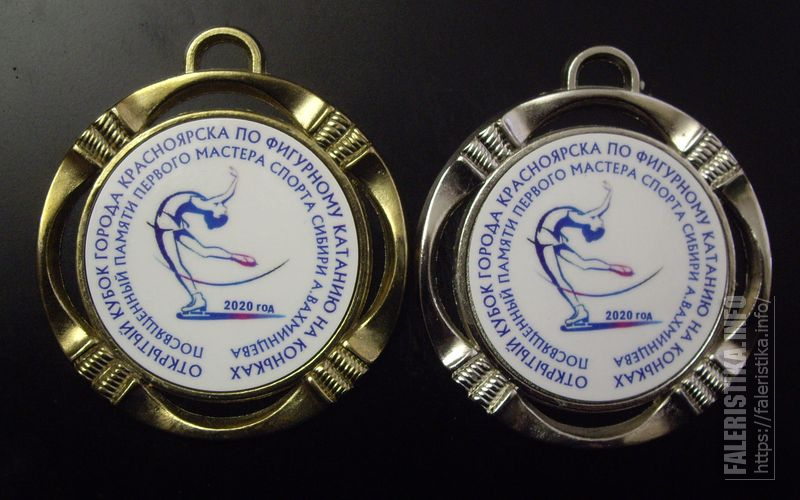 ОТКРЫТЫЙ КУБОК ГОРОДА КРАСНОЯРСКА ПО ФИГУРНОМУ КАТАНИЮ НА КОНЬКАХ
ПОСВЯЩЕННЫЙ ПАМЯТИ ПЕРВОГО МАСТЕРА СПОРТА СИБИРИ А.ВАХМИНЦЕВА
2020 год
ОТКРЫТЫЙ КУБОК ГОРОДА КРАСНОЯРСКА ПО ФИГУРНОМУ КАТАНИЮ НА КОНЬКАХ
ПОСВЯЩЕННЫЙ ПАМЯТИ ПЕРВОГО МАСТЕРА СПОРТА СИБИРИ А.ВАХМИНЦЕВА
2020 год
FALERISTIKA.INFO
https://faleristika.info/